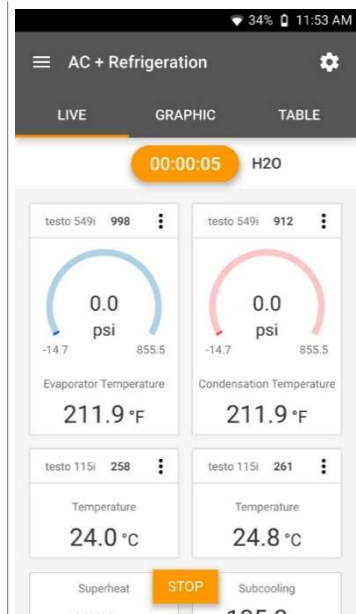 34% 11:53 AM
AC + Refrigeration
LIVE GRAPHIC TABLE
00:00:05 H2O
testo 549i 998
testo 549i 912
0.0
psi
-14.7 855.5
0.0
psi
-14.7 855.5
Evaporator Temperature
211.9 °F
Condensation Temperature
211.9 °F
testo 115i 258
testo 115i 261
Temperature
24.0 °C
Temperature
24.8 °C
Superheat
STOP
Subcooling